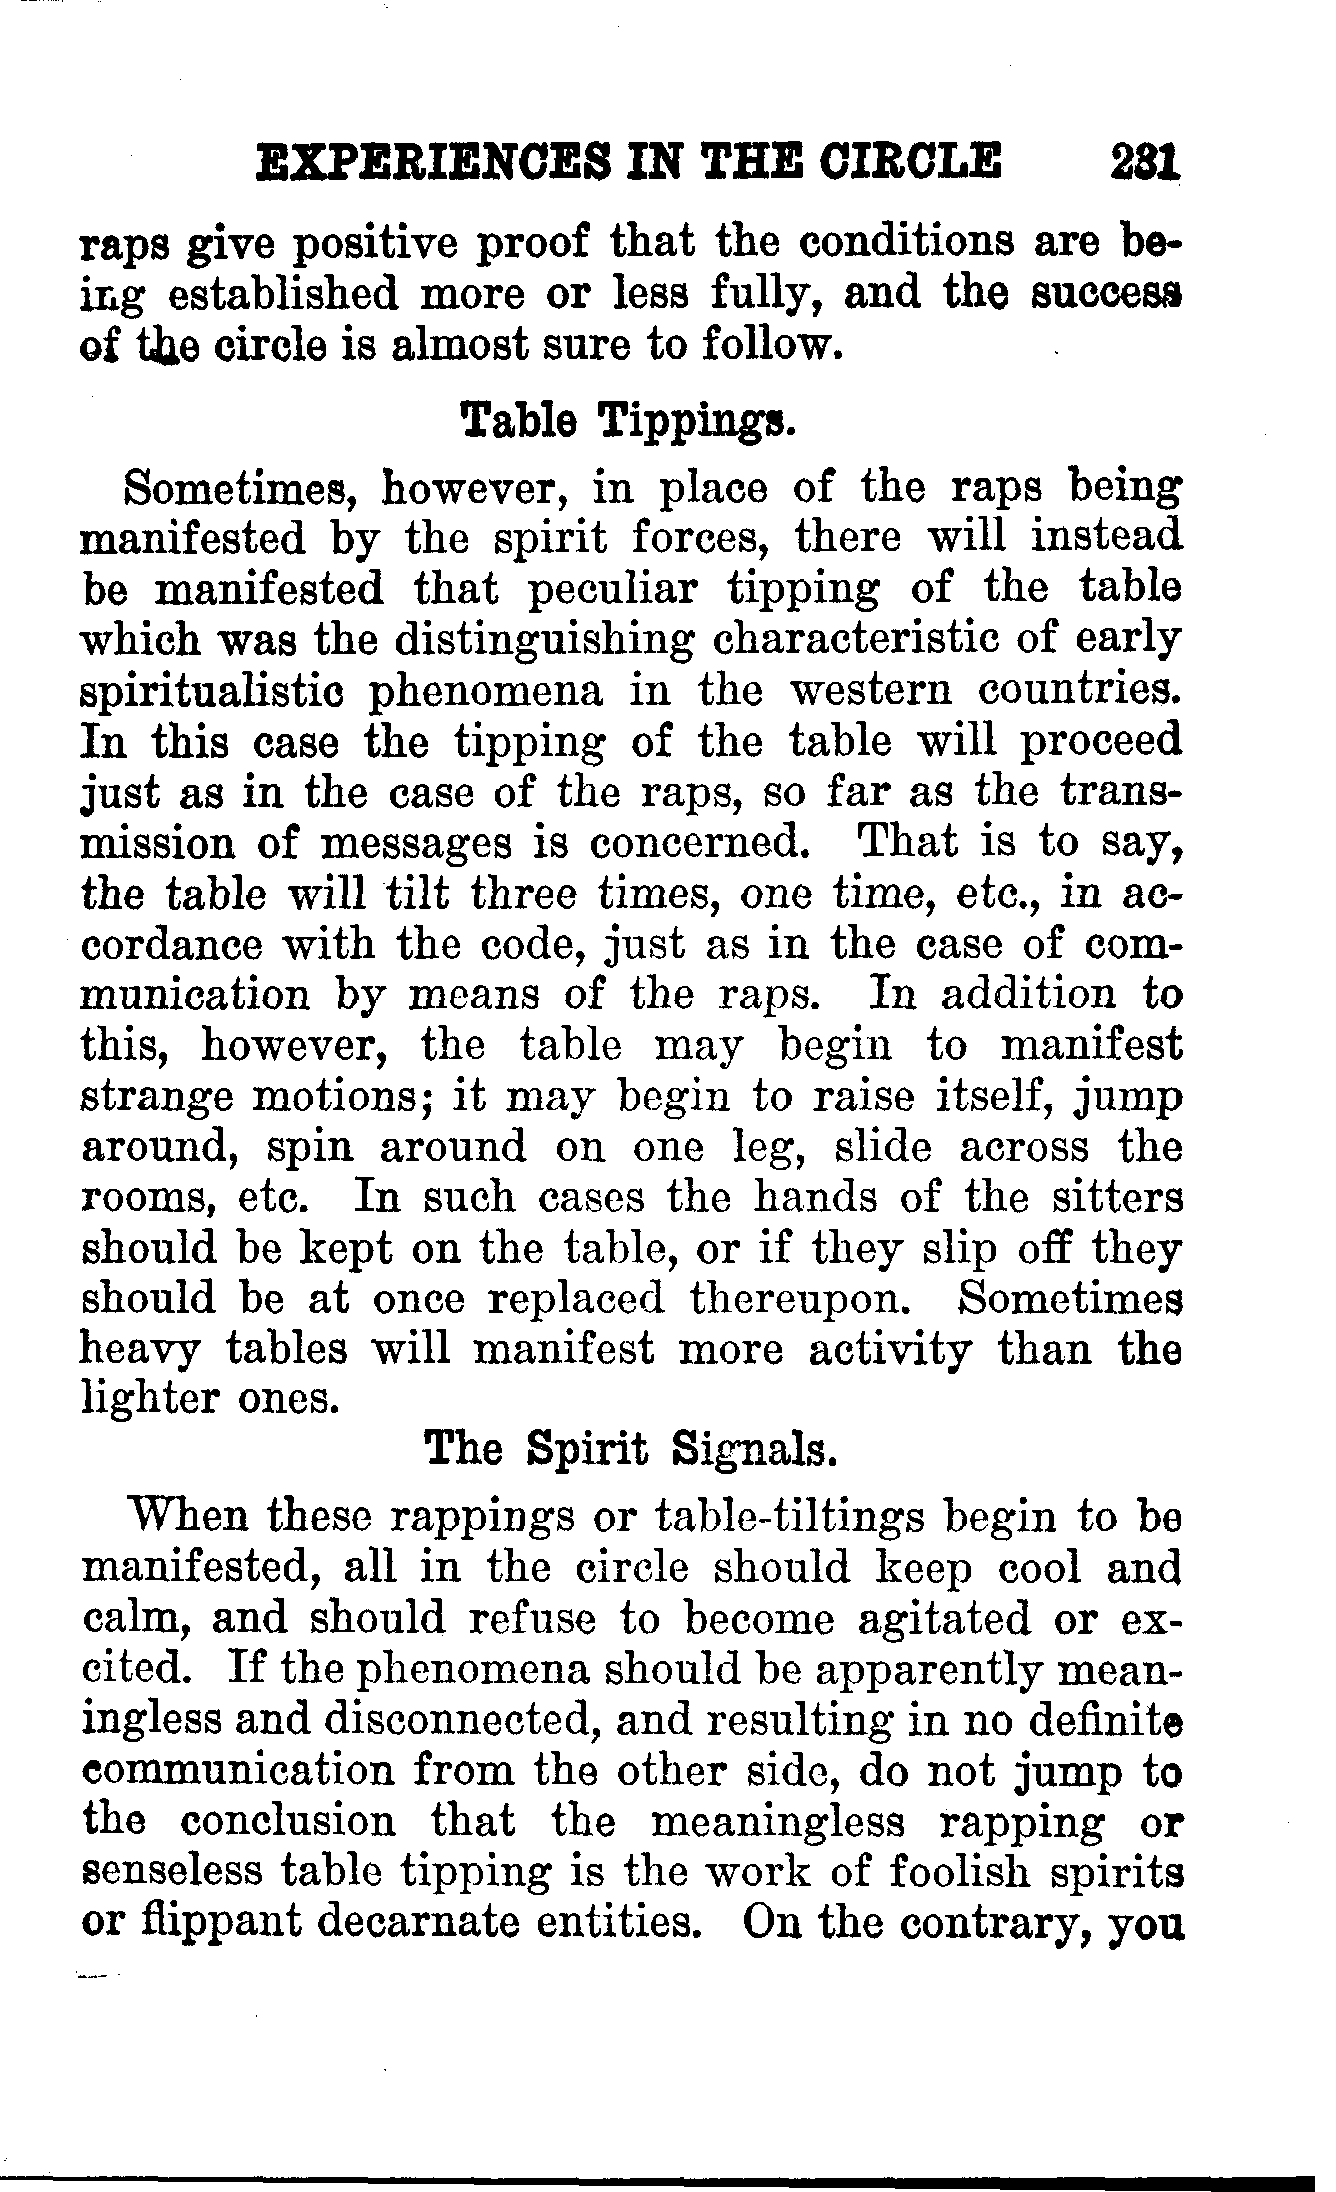 EXPERIENCES IN THE CIRCLE 231
raps give positive proof that the conditions are be-
ing established more or less fully, and the success
of the circle is almost sure to follow.
Table Tippings.
Sometimes, however, in place of the raps being
manifested by the spirit forces, there will instead
be manifested that peculiar tipping of the table
which was the distinguishing characteristic of early
spiritualistic phenomena in the western countries.
In this case the tipping of the table will proceed
just as in the case of the raps, so far as the trans-
mission of messages is concerned. That is to say,
the table will tilt three times, one time, etc., in ac-
cordance with the code, just as in the case of com-
munication by means of the raps. In addition to
this, however, the table may begin to manifest
strange motions; it may begin to raise itself, jump
around, spin around on one leg, slide across the
rooms, etc. In such cases the hands of the sitters
should be kept on the table, or if they slip off they
should be at once replaced thereupon. Sometimes
heavy tables will manifest more activity than the
lighter ones.
The Spirit Signals.
When these rappings or table-tiltings begin to be
manifested, all in the circle should keep cool and
calm, and should refuse to become agitated or ex-
cited. If the phenomena should be apparently mean-
ingless and disconnected, and resulting in no definite
communication from the other side, do not jump to
the conclusion that the meaningless rapping or
senseless table tipping is the work of foolish spirits
or flippant decarnate entities. On the contrary, you